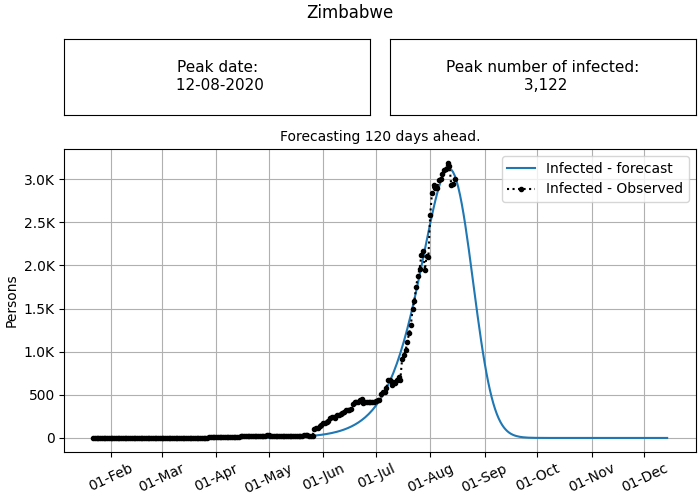 Zimbabwe
Peak date:
12-08-2020
Peak number of infected:
3,122
Forecasting 120 days ahead.
Infected - forecast
Infected - Observed
3.0K
2.5K
2.0K
1.5K
1.0K
500
0
Persons
01-Feb
01-Mar
01-Apr
01-May
01-Jun
01-Jul
01-Aug
01-Sep
01-Oct
01-Nov
01-Dec